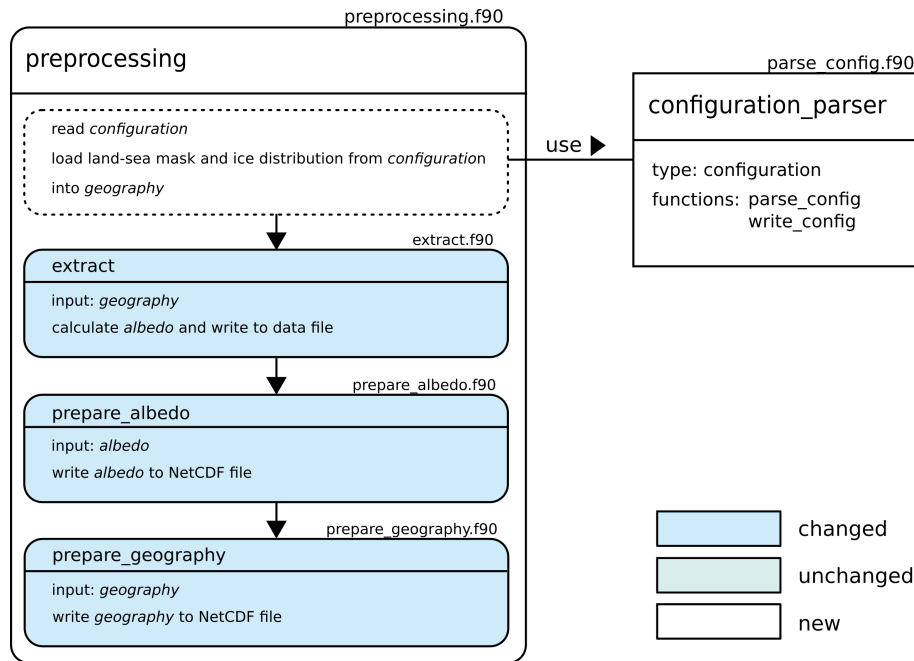 preprocessing.f90
preprocessing
read configuration
load land-sea mask and ice distribution from configuration
into geography
use
parse_config.f90
configuration_parser
type: configuration
functions: parse_config
write_config
extract.f90
extract
input: geography
calculate albedo and write to data file
prepare_albedo.f90
prepare_albedo
input: albedo
write albedo to NetCDF file
prepare_geography.f90
prepare_geography
input: geography
write geography to NetCDF file
changed
unchanged
new